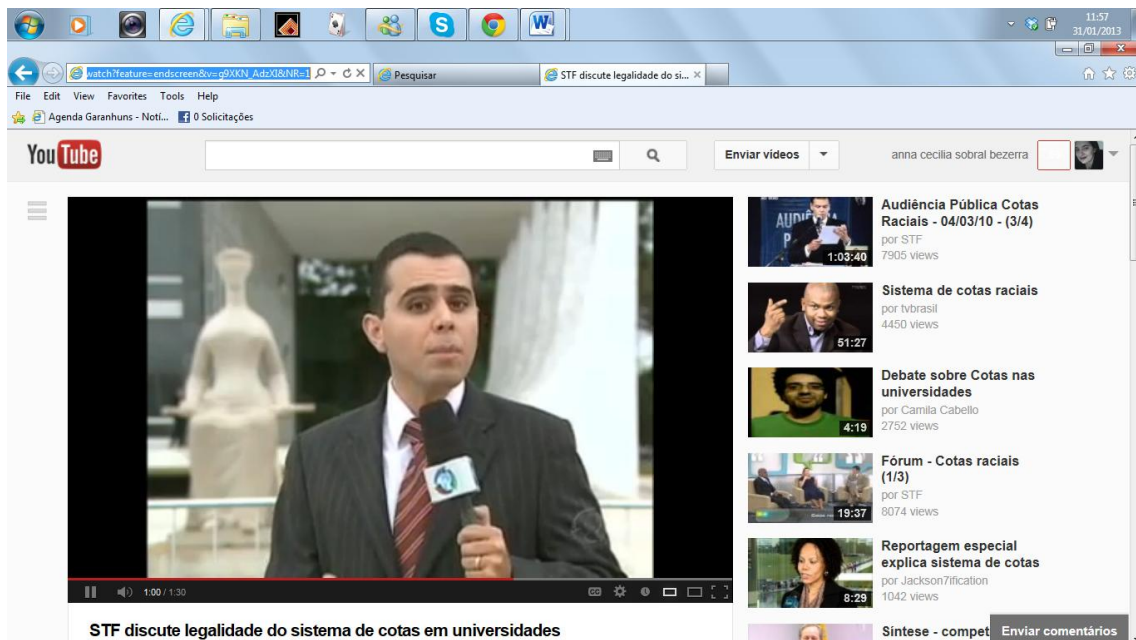 11:57
31/01/2013
watch?feature=endscreen&v=g9XKN_AdzXI&NR=1
Pesquisar
STF discute legalidade do si...
File Edit View Favorites Tools Help
Agenda Garanhuns - Notí...
0 Solicitações
YouTube
Enviar vídeos
anna cecilia sobral bezerra
Audiência Pública Cotas
Raciais - 04/03/10 - (3/4)
por STF
7905 views
1:03:40
Sistema de cotas raciais
por tvbrasil
4450 views
51:27
Debate sobre Cotas nas
universidades
por Camila Cabello
2752 views
4:19
Fórum - Cotas raciais
(1/3)
por STF
8074 views
19:37
Reportagem especial
explica sistema de cotas
por Jackson7ification
1042 views
8:29
Síntese - compet
Enviar comentários
1:00 / 1:30
STF discute legalidade do sistema de cotas em universidades